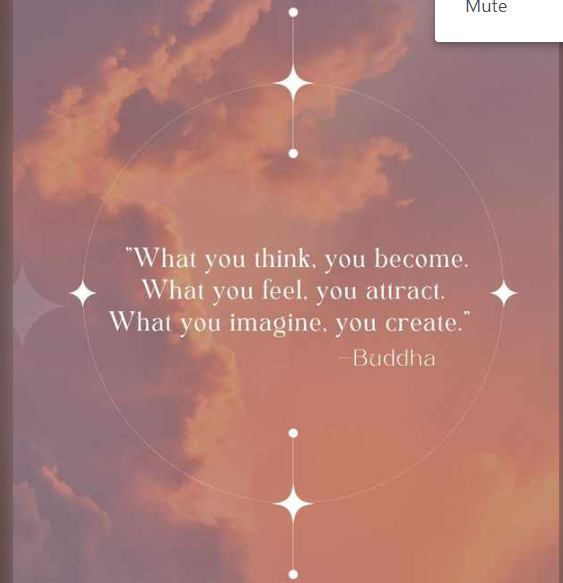 Mute
"What you think, you become.
What you feel, you attract.
What you imagine, you create."
—Buddha